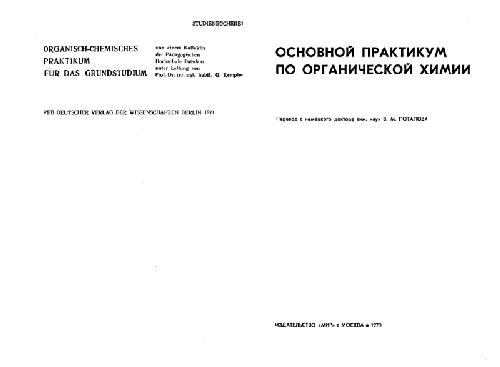 STUDIENBÜCHEREI
ORGANISCH-CHEMISCHES
PRAKTIKUM
FÜR DAS GRUNDSTUDIUM
von einem Kollektiv
der Pädagogischen
Hochschule Potsdam
unter Leitung von
Prof. Dr. rer. nat. habil. G. Kempter
VEB DEUTSCHER VERLAG DER WISSENSCHAFTEN BERLIN
ОСНОВНОЙ ПРАКТИКУМ
ПО ОРГАНИЧЕСКОЙ ХИМИИ
Перевод с немецкого доктора хим. наук В. М. ПОТАПОВА
ИЗДАТЕЛЬСТВО «МИР» МОСКВА